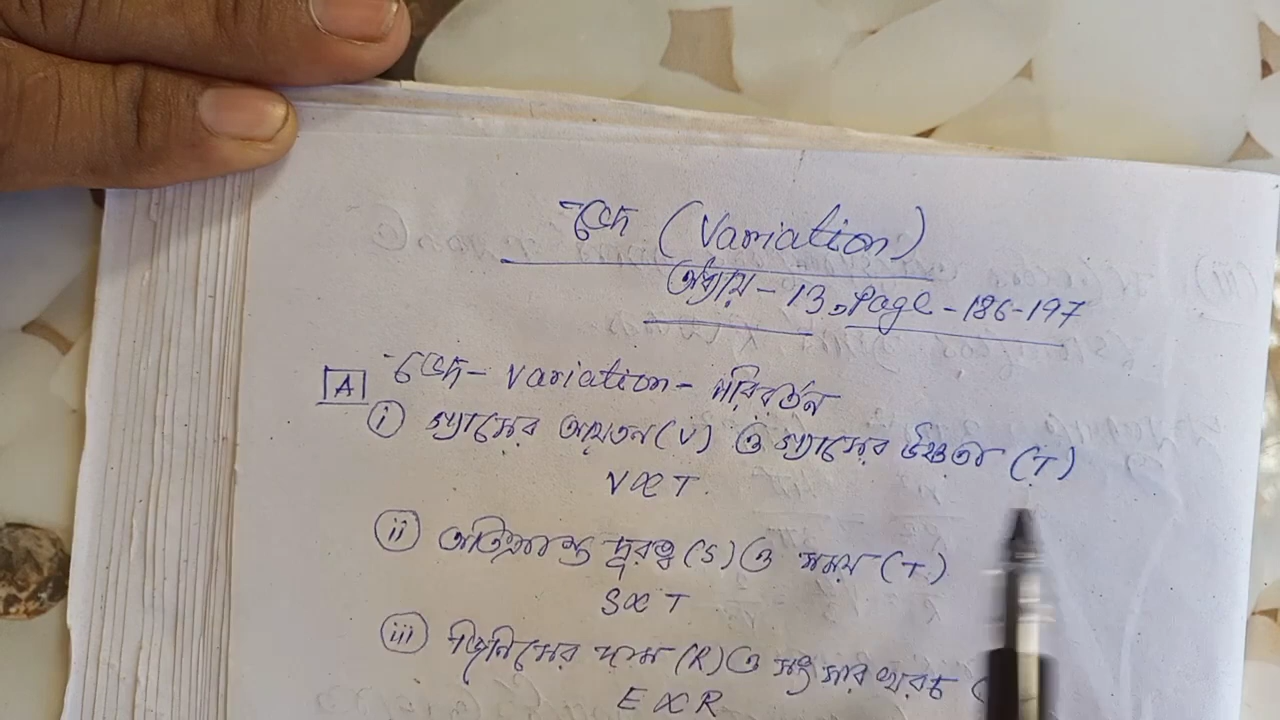 ভেদ (Variation)
অধ্যায় - 13, Page - 186-197
A ভেদ - Variation - পরিবর্তন
i গ্যাসের আয়তন (V) ও গ্যাসের উষ্ণতা (T)
V ∝ T.
ii অতিক্রান্ত দূরত্ব (S) ও সময় (T)
S ∝ T
iii জিনিসের দাম (R) ও সংসার খরচ (
E ∝ R